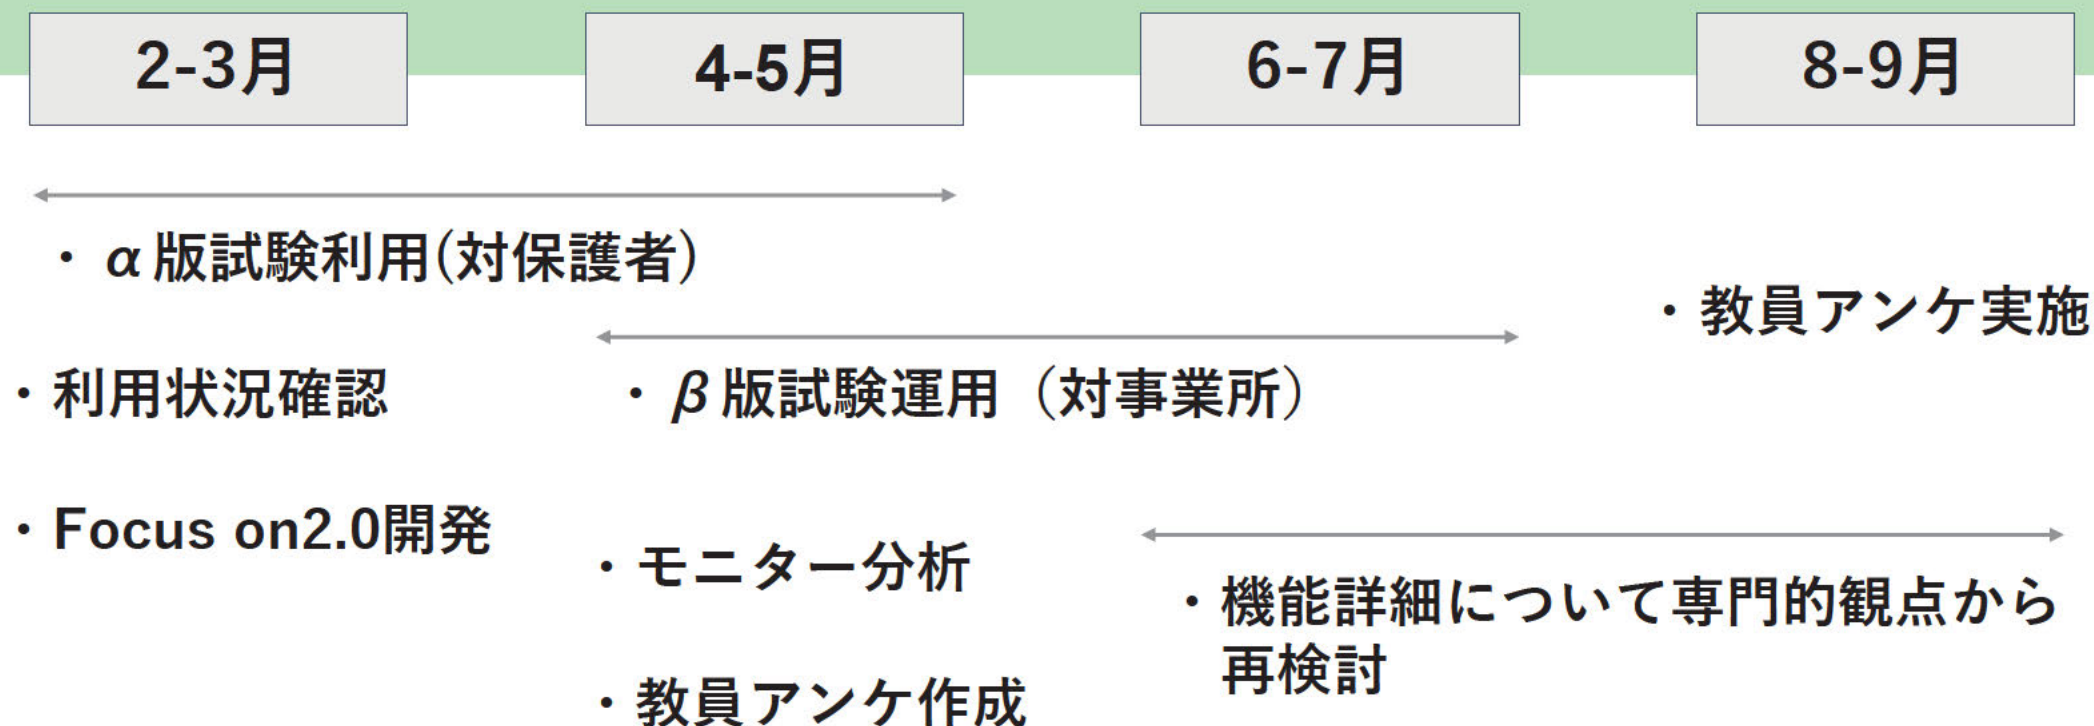 2-3月
4-5月
6-7月
8-9月
・α版試験利用(対保護者)
・教員アンケ実施
・利用状況確認
・β版試験運用（対事業所）
・Focus on2.0開発
・モニター分析
・機能詳細について専門的観点から
再検討
・教員アンケ作成